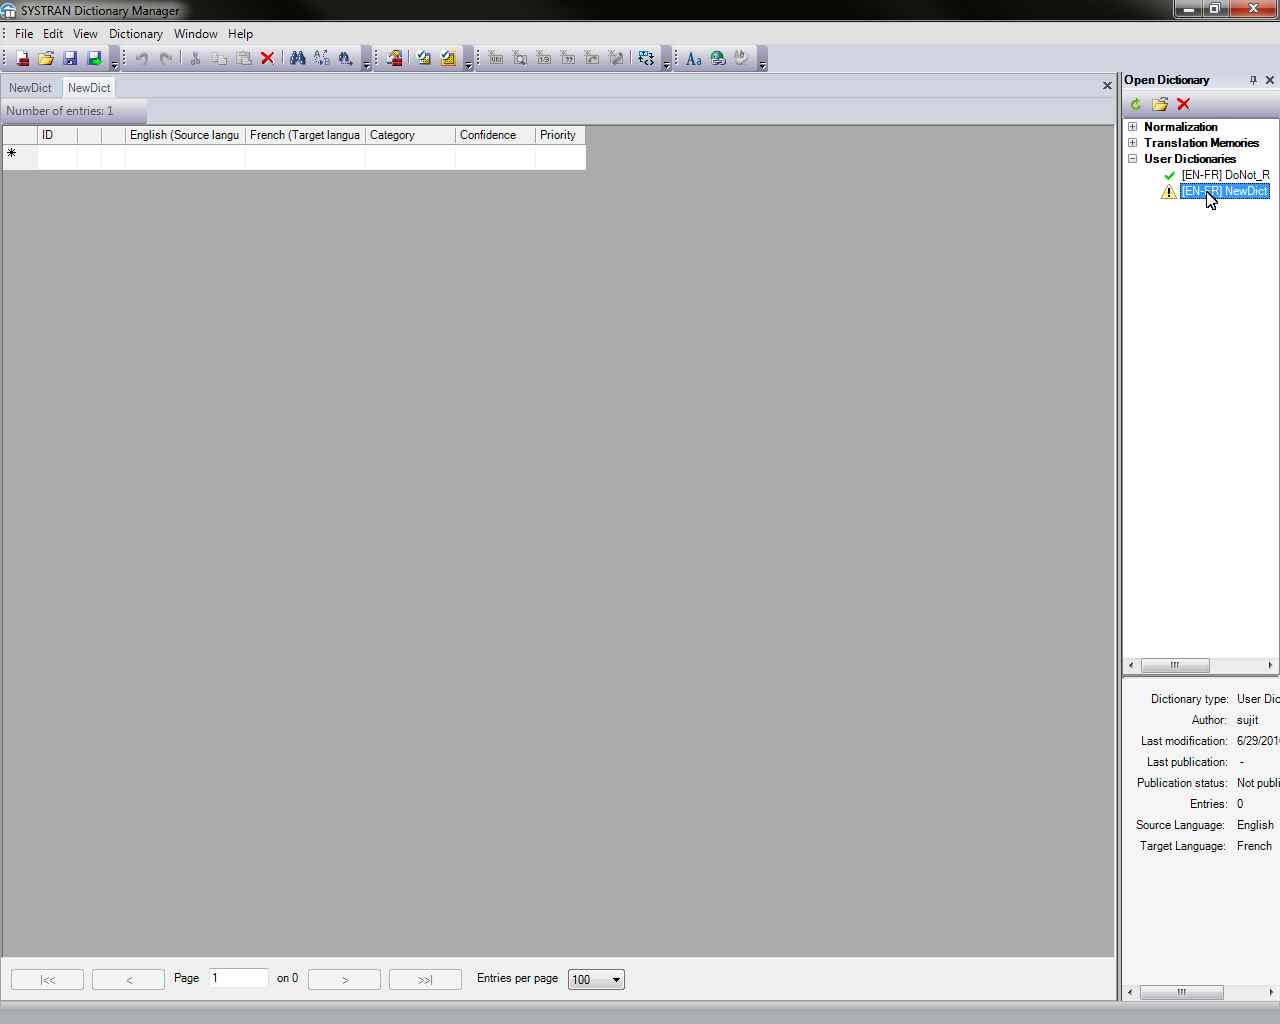 SYSTRAN Dictionary Manager
File Edit View Dictionary Window Help
NewDict NewDict
Number of entries: 1
ID English (Source langu French (Target langua Category Confidence Priority
Open Dictionary
Normalization
Translation Memories
User Dictionaries
[EN-FR] DoNot_R
[EN-FR] NewDict
Dictionary type: User Dic
Author: sujit
Last modification: 6/29/201
Last publication: -
Publication status: Not publi
Entries: 0
Source Language: English
Target Language: French
|<< < Page 1 on 0 > >>| Entries per page 100